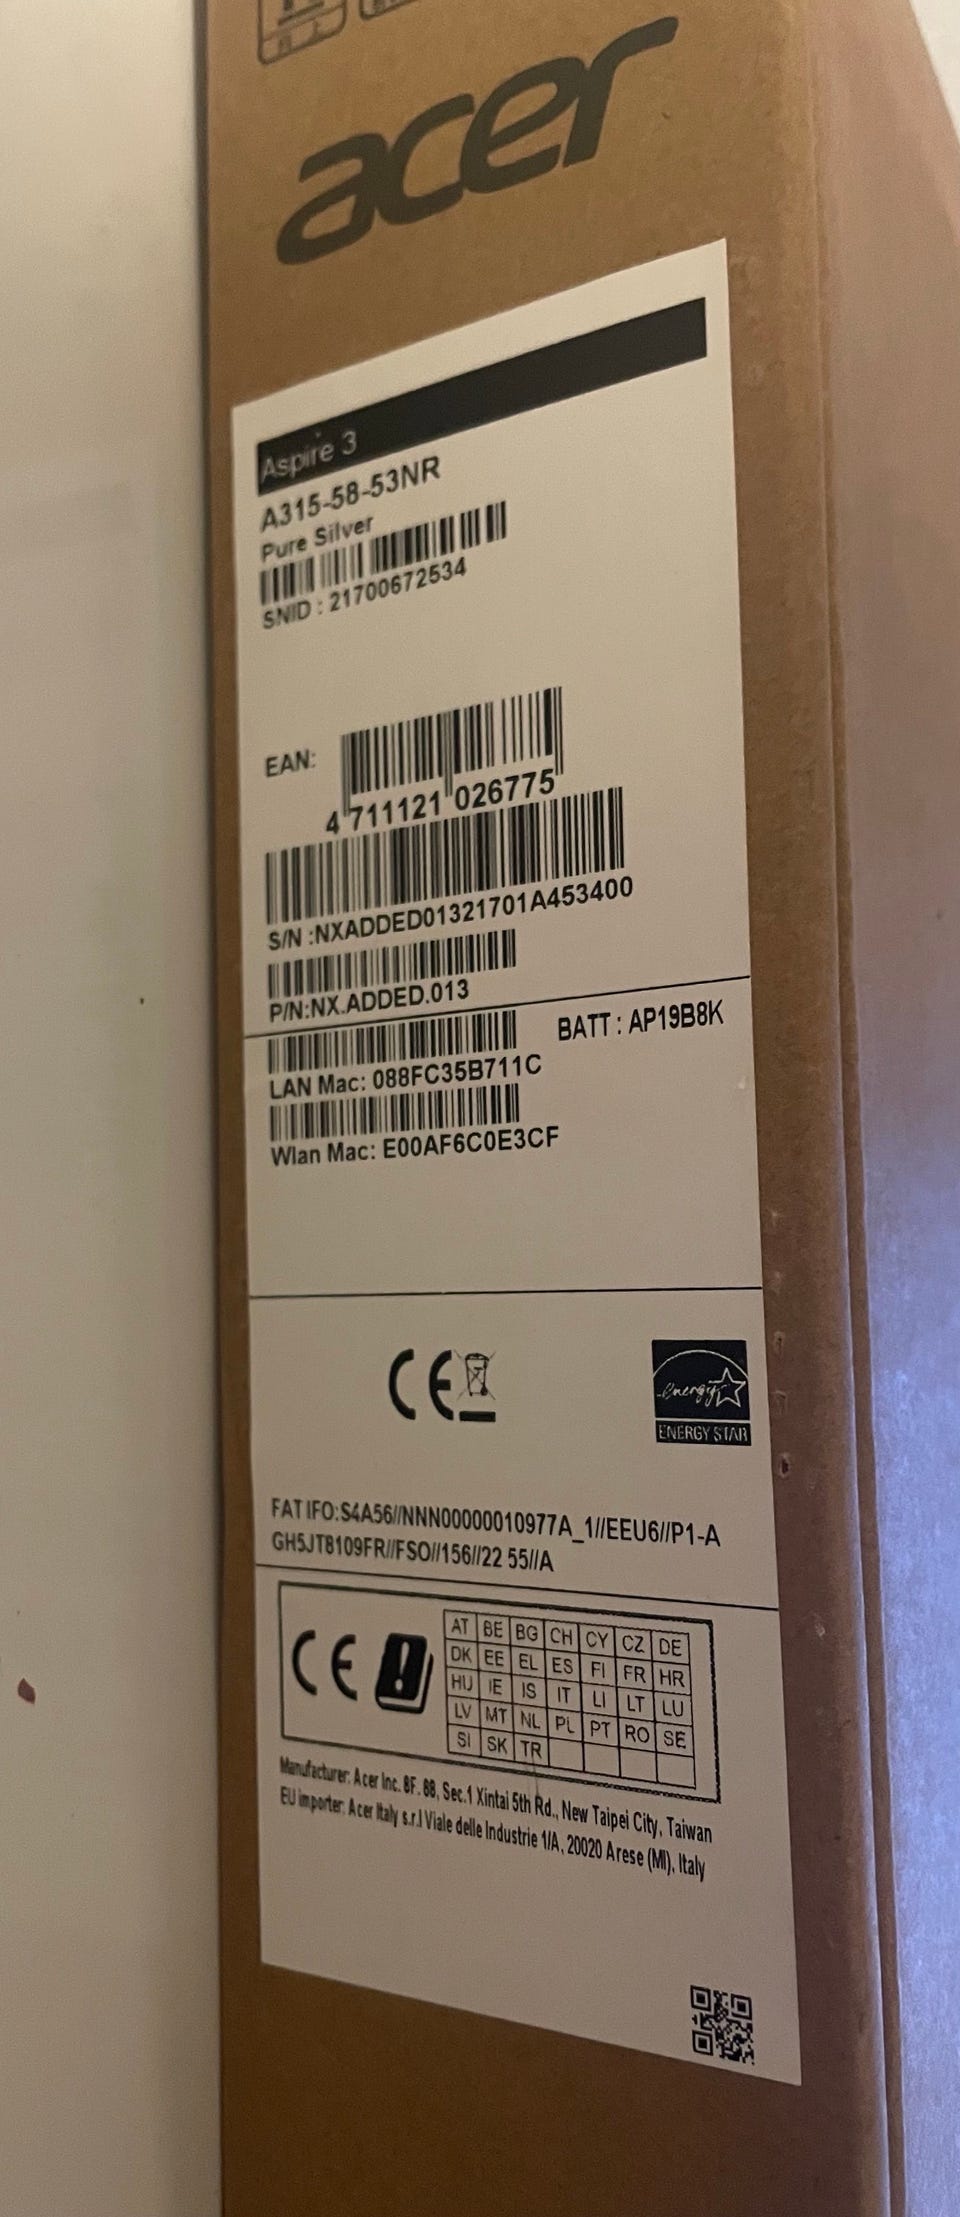 acer
Aspire 3
A315-58-53NR
Pure Silver
SNID : 21700672534
EAN:
4 711121 026775
S/N :NXADDED01321701A453400
P/N:NX.ADDED.013
BATT : AP19B8K
LAN Mac: 088FC35B711C
Wlan Mac: E00AF6C0E3CF
CE
energy
ENERGY STAR
FAT IFO:S4A56//NNN00000010977A_1//EEU6//P1-A
GH5JT8109FR//FSO//156//22 55//A
CE
AT BE BG CH CY CZ DE
DK EE EL ES FI FR HR
HU IE IS IT LI LT LU
LV MT NL PL PT RO SE
SI SK TR
Manufacturer: Acer Inc. 8F. 88, Sec.1 Xintai 5th Rd., New Taipei City, Taiwan
EU importer: Acer Italy s.r.l Viale delle Industrie 1/A, 20020 Arese (MI), Italy